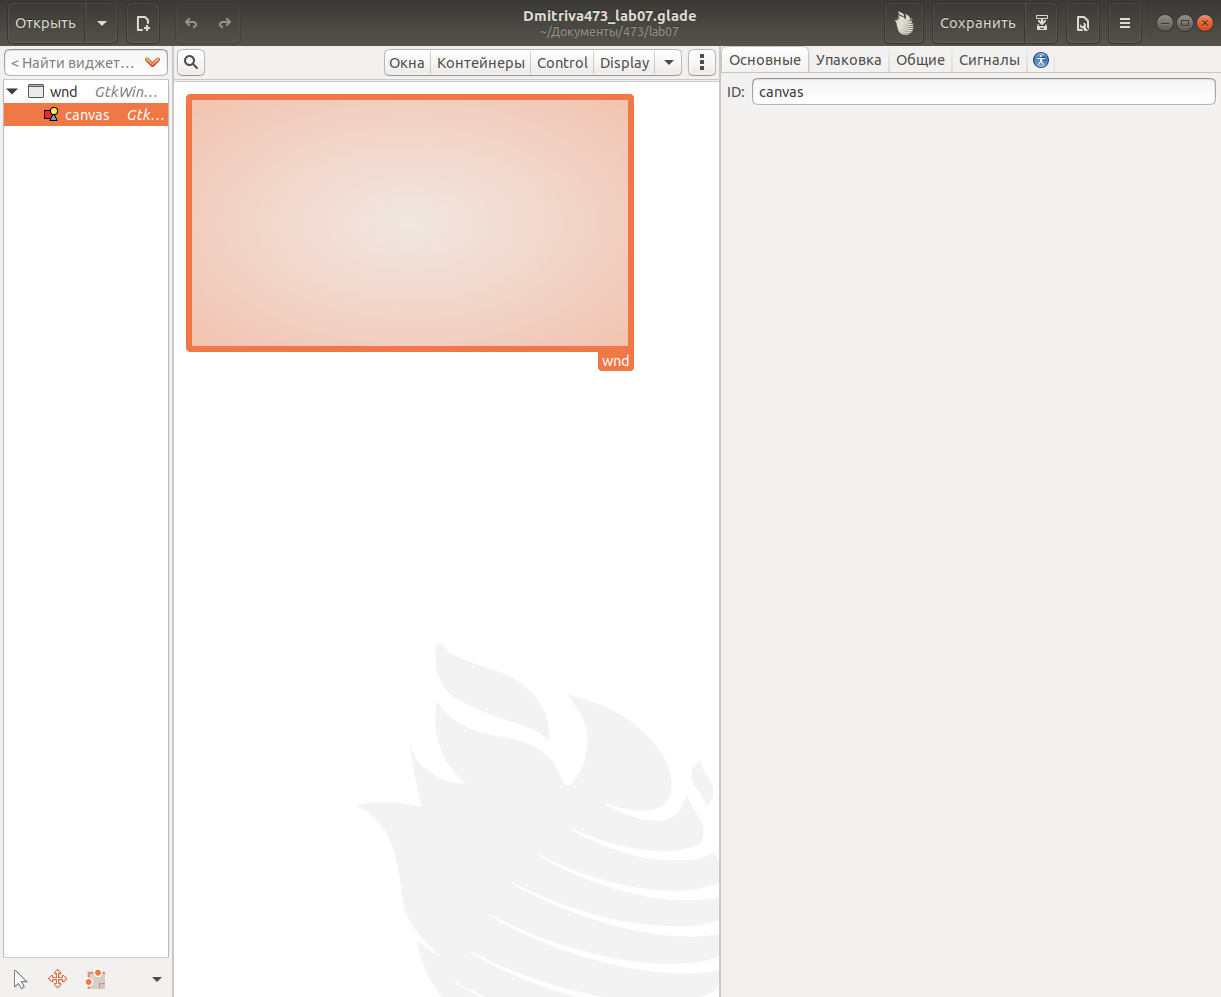 Открыть
Dmitriva473_lab07.glade
~/Документы/473/lab07
Сохранить
< Найти виджет…
Окна Контейнеры Control Display
Основные Упаковка Общие Сигналы
wnd GtkWin…
canvas Gtk…
ID: canvas
wnd